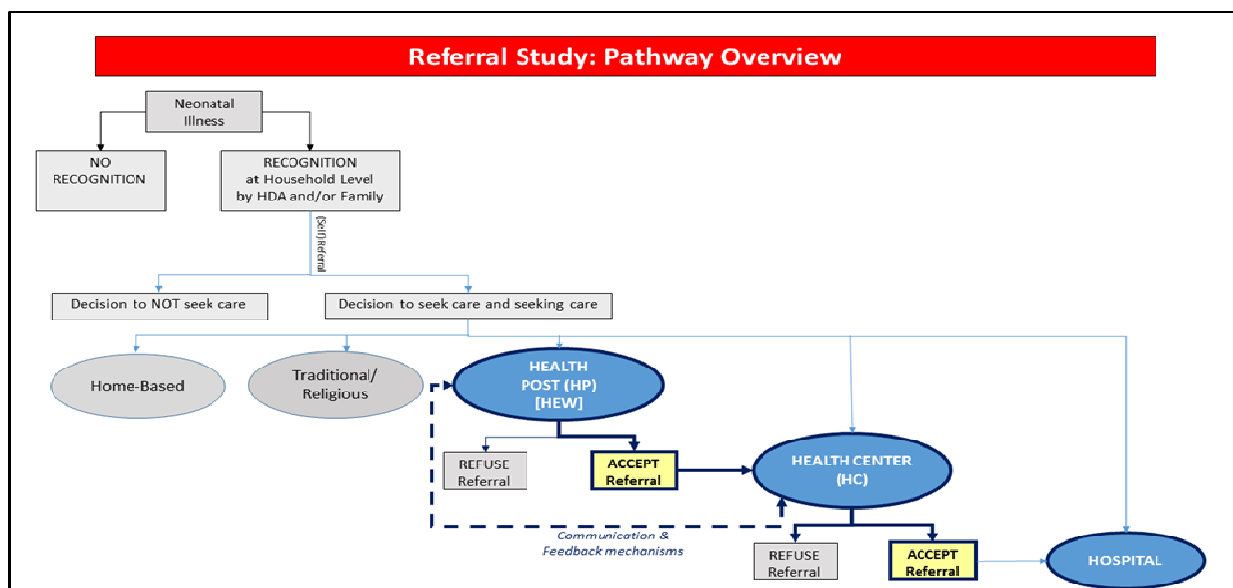 Referral Study: Pathway Overview
Neonatal
Illness
NO
RECOGNITION
RECOGNITION
at Household Level
by HDA and/or Family
(Self)Referral
Decision to NOT seek care
Decision to seek care and seeking care
Home-Based
Traditional/
Religious
HEALTH
POST (HP)
[HEW]
REFUSE
Referral
ACCEPT
Referral
HEALTH CENTER
(HC)
Communication &
Feedback mechanisms
REFUSE
Referral
ACCEPT
Referral
HOSPITAL